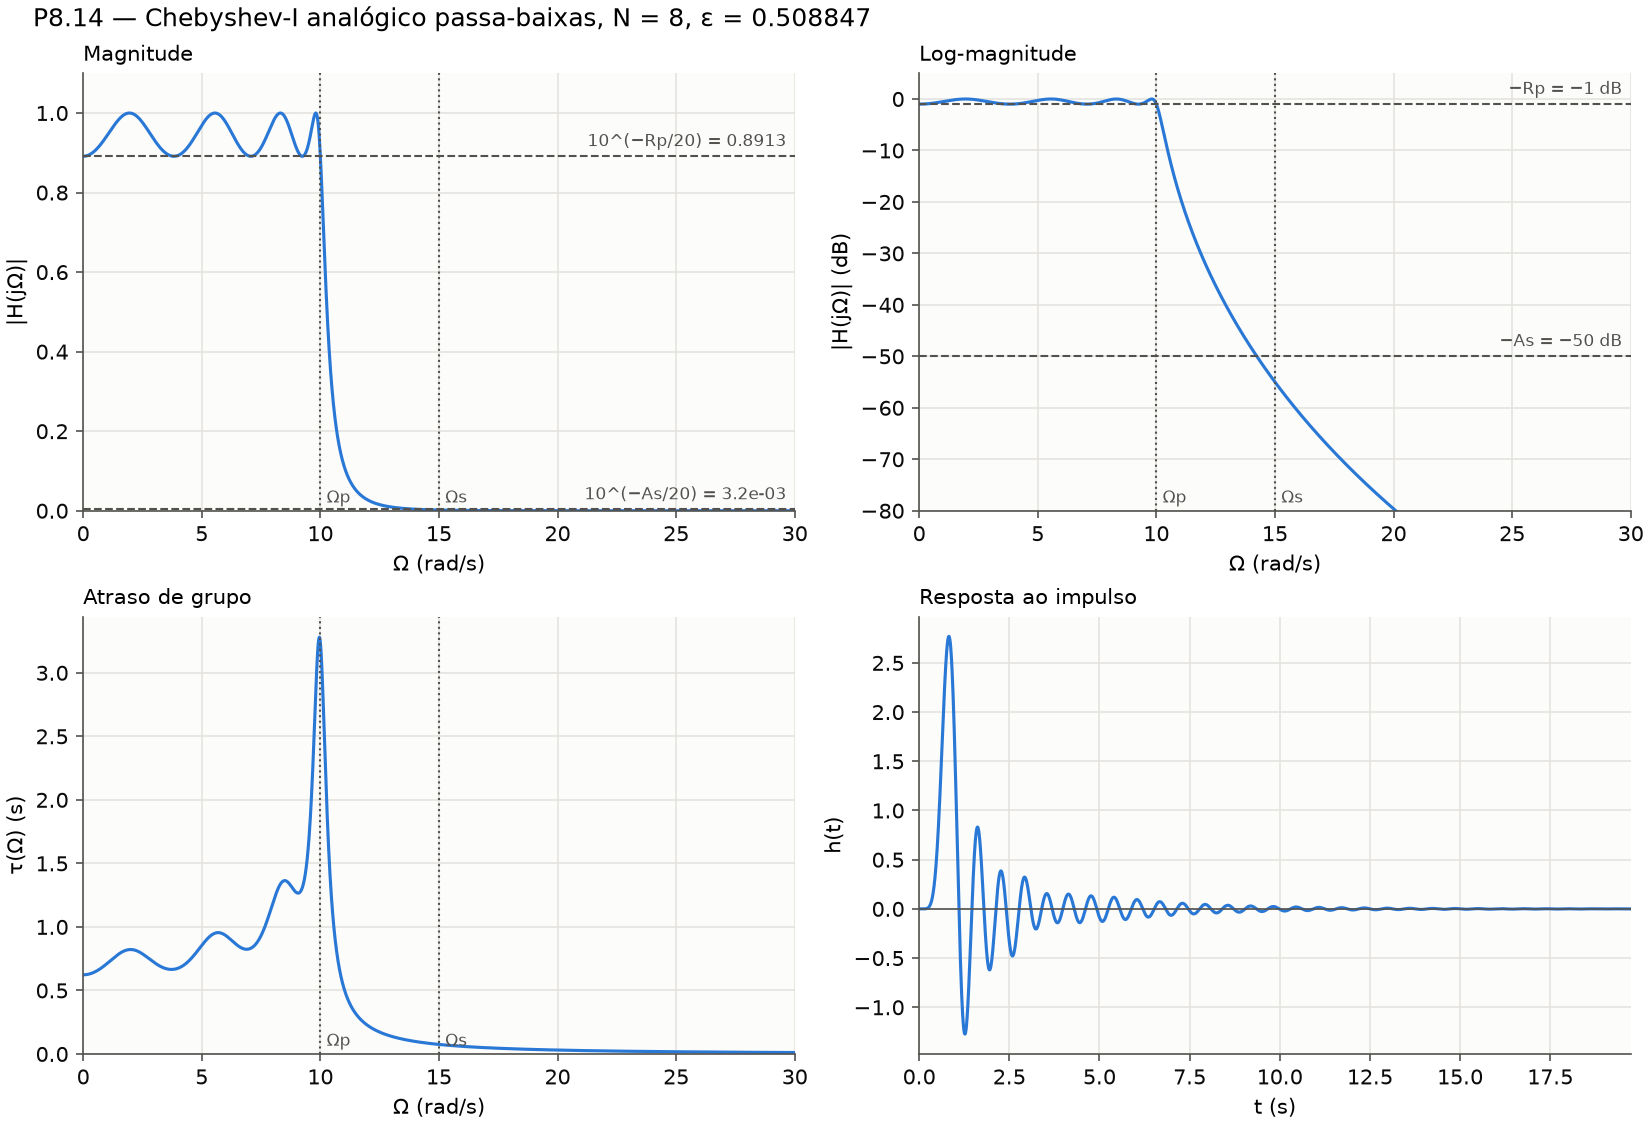 P8.14 — Chebyshev-I analógico passa-baixas, N = 8, ε = 0.508847
Magnitude
|H(jΩ)|
1.0
0.8
0.6
0.4
0.2
0.0
10^(−Rp/20) = 0.8913
10^(−As/20) = 3.2e-03
Ωp
Ωs
0 5 10 15 20 25 30
Ω (rad/s)
Log-magnitude
|H(jΩ)| (dB)
0
−10
−20
−30
−40
−50
−60
−70
−80
−Rp = −1 dB
−As = −50 dB
Ωp
Ωs
0 5 10 15 20 25 30
Ω (rad/s)
Atraso de grupo
τ(Ω) (s)
3.0
2.5
2.0
1.5
1.0
0.5
0.0
Ωp
Ωs
0 5 10 15 20 25 30
Ω (rad/s)
Resposta ao impulso
h(t)
2.5
2.0
1.5
1.0
0.5
0.0
−0.5
−1.0
0.0 2.5 5.0 7.5 10.0 12.5 15.0 17.5
t (s)